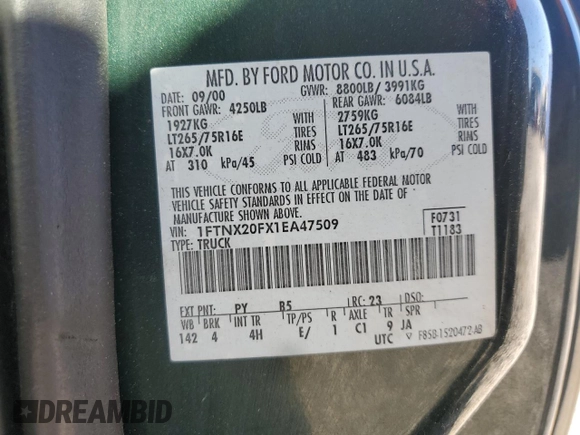 MFD. BY FORD MOTOR CO. IN U.S.A.
DATE: 09/00 GVWR: 8800LB/ 3991KG
FRONT GAWR: 4250LB REAR GAWR: 6084LB
1927KG WITH 2759KG WITH
LT265/75R16E TIRES LT265/75R16E TIRES
16X7.0K RIMS 16X7.0K RIMS
AT 310 kPa/45 PSI COLD AT 483 kPa/70 PSI COLD
THIS VEHICLE CONFORMS TO ALL APPLICABLE FEDERAL MOTOR
VEHICLE SAFETY STANDARDS IN EFFECT ON THE DATE OF
MANUFACTURE SHOWN ABOVE.
VIN: 1FTNX20FX1EA47509 F0731
TYPE: TRUCK T1183
EXT PNT: PY B5 RC: 23 DSO:
WB BRK INT TR TP/PS R AXLE TR SPR
142 4 4H E/ 1 C1 9 JA
UTC F85B-1520472-AB
DREAMBID